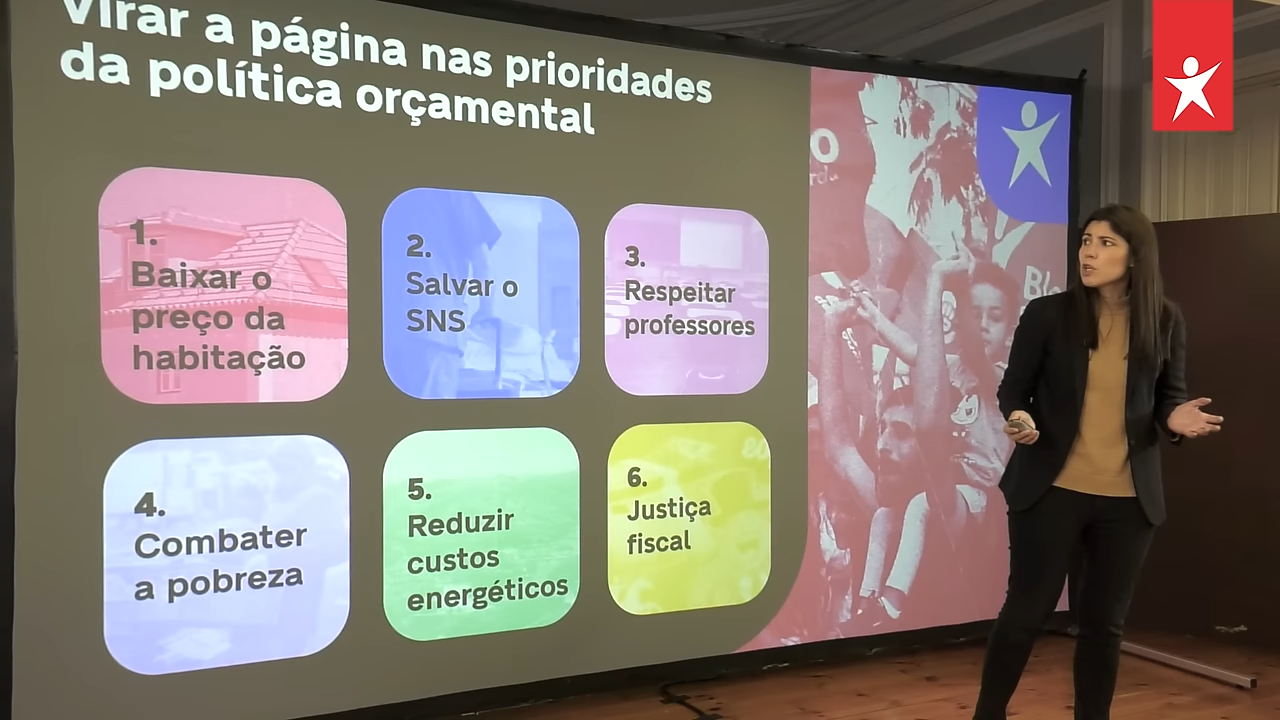 Virar a página nas prioridades
da política orçamental
1.
Baixar o
preço da
habitação
2.
Salvar o
SNS
3.
Respeitar
professores
4.
Combater
a pobreza
5.
Reduzir
custos
energéticos
6.
Justiça
fiscal